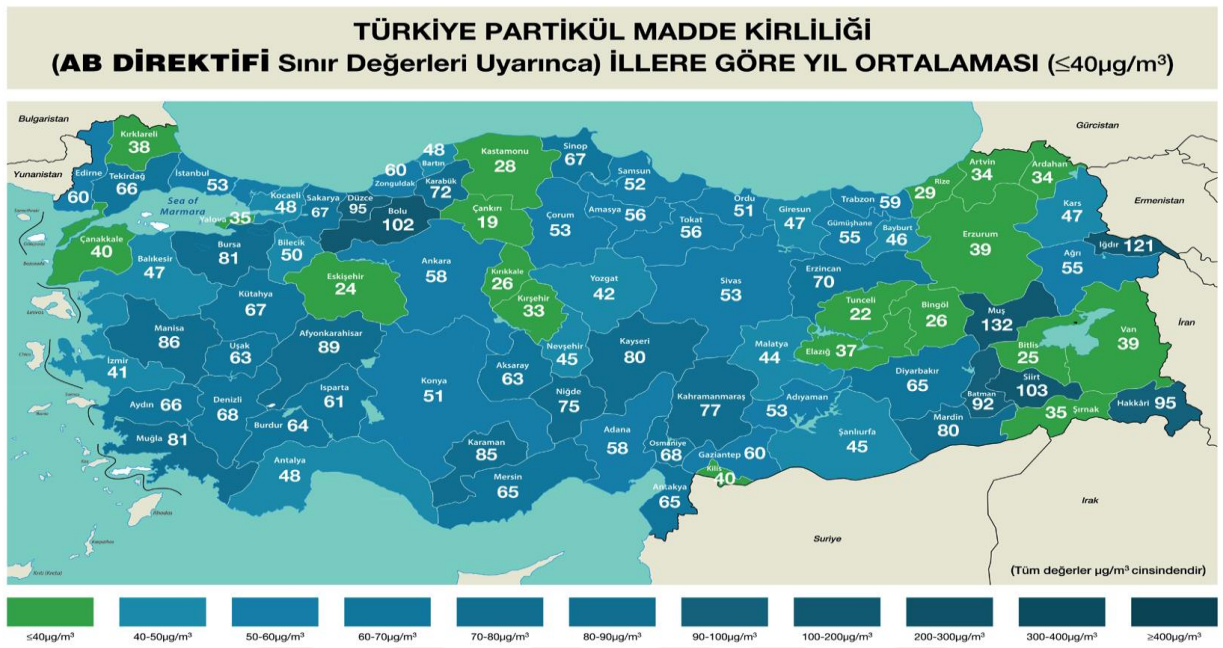 TÜRKİYE PARTİKÜL MADDE KİRLİLİĞİ
(AB DİREKTİFİ Sınır Değerleri Uyarınca) İLLERE GÖRE YIL ORTALAMASI (≤40µg/m³)
Bulgaristan
Yunanistan
Gürcistan
Ermenistan
İran
Irak
Suriye
Sea of
Marmara
Kırklareli
38
Edirne
60
Tekirdağ
66
İstanbul
53
Yalova 35
Kocaeli
48
Sakarya
67
Düzce
95
Bolu
102
60
Zonguldak
48
Bartın
Karabük
72
Kastamonu
28
Sinop
67
Çankırı
19
Samsun
52
Amasya 56
Çorum
53
Tokat
56
Ordu
51
Giresun
47
Trabzon 59
Gümüşhane
55
Bayburt
46
Rize
29
Artvin
34
Ardahan
34
Kars
47
Iğdır 121
Ağrı
55
Erzurum
39
Erzincan
70
Çanakkale
40
Balıkesir
47
Bursa
81
Bilecik
50
Eskişehir
24
Kütahya
67
Ankara
58
Kırıkkale
26
Kırşehir
33
Yozgat
42
Sivas
53
Tunceli
22
Bingöl
26
Muş
132
Bitlis
25
Van
39
Manisa
86
Uşak
63
Afyonkarahisar
89
İzmir
41
Aydın 66
Denizli
68
Isparta
61
Burdur 64
Muğla 81
Antalya
48
Konya
51
Aksaray
63
Nevşehir
45
Niğde
75
Kayseri
80
Malatya
44
Elazığ 37
Diyarbakır
65
Batman
92
Siirt
103
35 Şırnak
Hakkâri 95
Mardin
80
Şanlıurfa
45
Adıyaman
53
Kahramanmaraş
77
Adana
58
Osmaniye
68
Gaziantep 60
Kilis
40
Antakya
65
Karaman
85
Mersin
65
Rhodos
(Tüm değerler µg/m³ cinsindendir)
≤40µg/m³
40-50µg/m³
50-60µg/m³
60-70µg/m³
70-80µg/m³
80-90µg/m³
90-100µg/m³
100-200µg/m³
200-300µg/m³
300-400µg/m³
≥400µg/m³